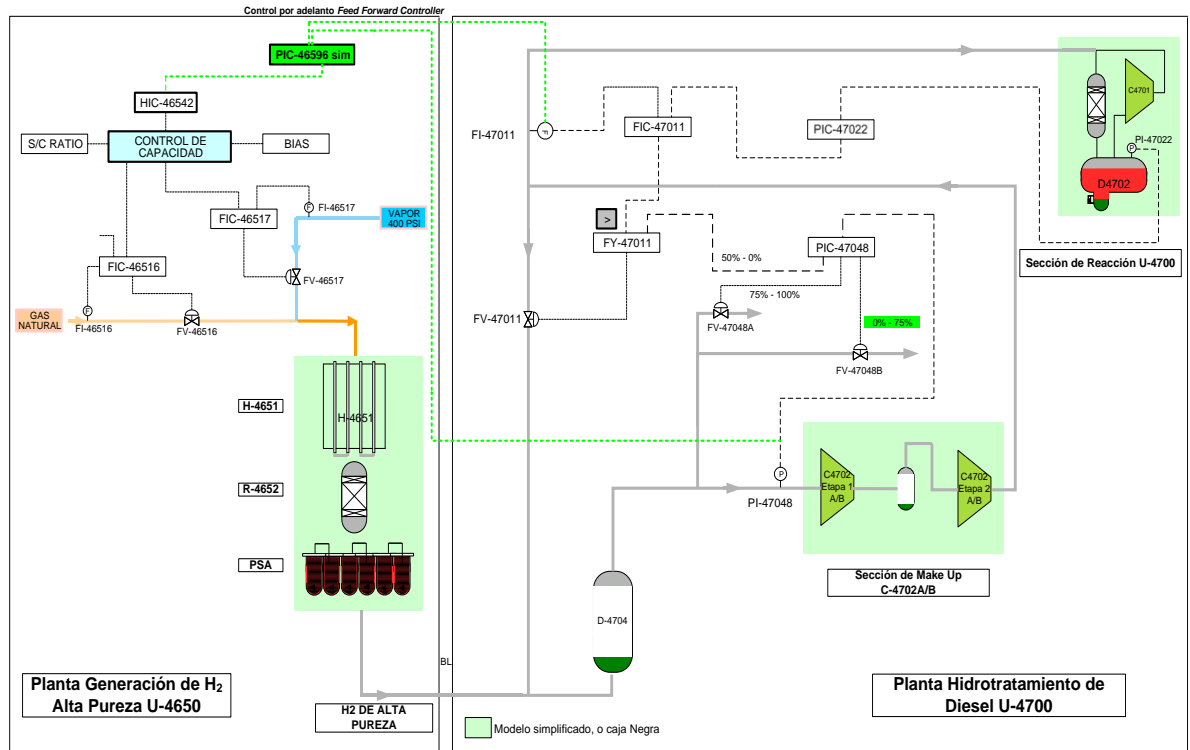 Control por adelanto Feed Forward Controller
PIC-46596 sim
HIC-46542
S/C RATIO
CONTROL DE
CAPACIDAD
BIAS
FIC-46517
F
FI-46517
VAPOR
400 PSI
FIC-46516
FV-46517
GAS
NATURAL
F
FI-46516
FV-46516
H-4651
H-4651
R-4652
PSA
BL
Planta Generación de H2
Alta Pureza U-4650
H2 DE ALTA
PUREZA
FI-47011
F
FIC-47011
PIC-47022
C4701
P
PI-47022
D4702
Sección de Reacción U-4700
>
FY-47011
PIC-47048
50% - 0%
75% - 100%
FV-47011
FV-47048A
0% - 75%
FV-47048B
P
PI-47048
C4702
Etapa 1
A/B
C4702
Etapa 2
A/B
Sección de Make Up
C-4702A/B
D-4704
Planta Hidrotratamiento de
Diesel U-4700
Modelo simplificado, o caja Negra